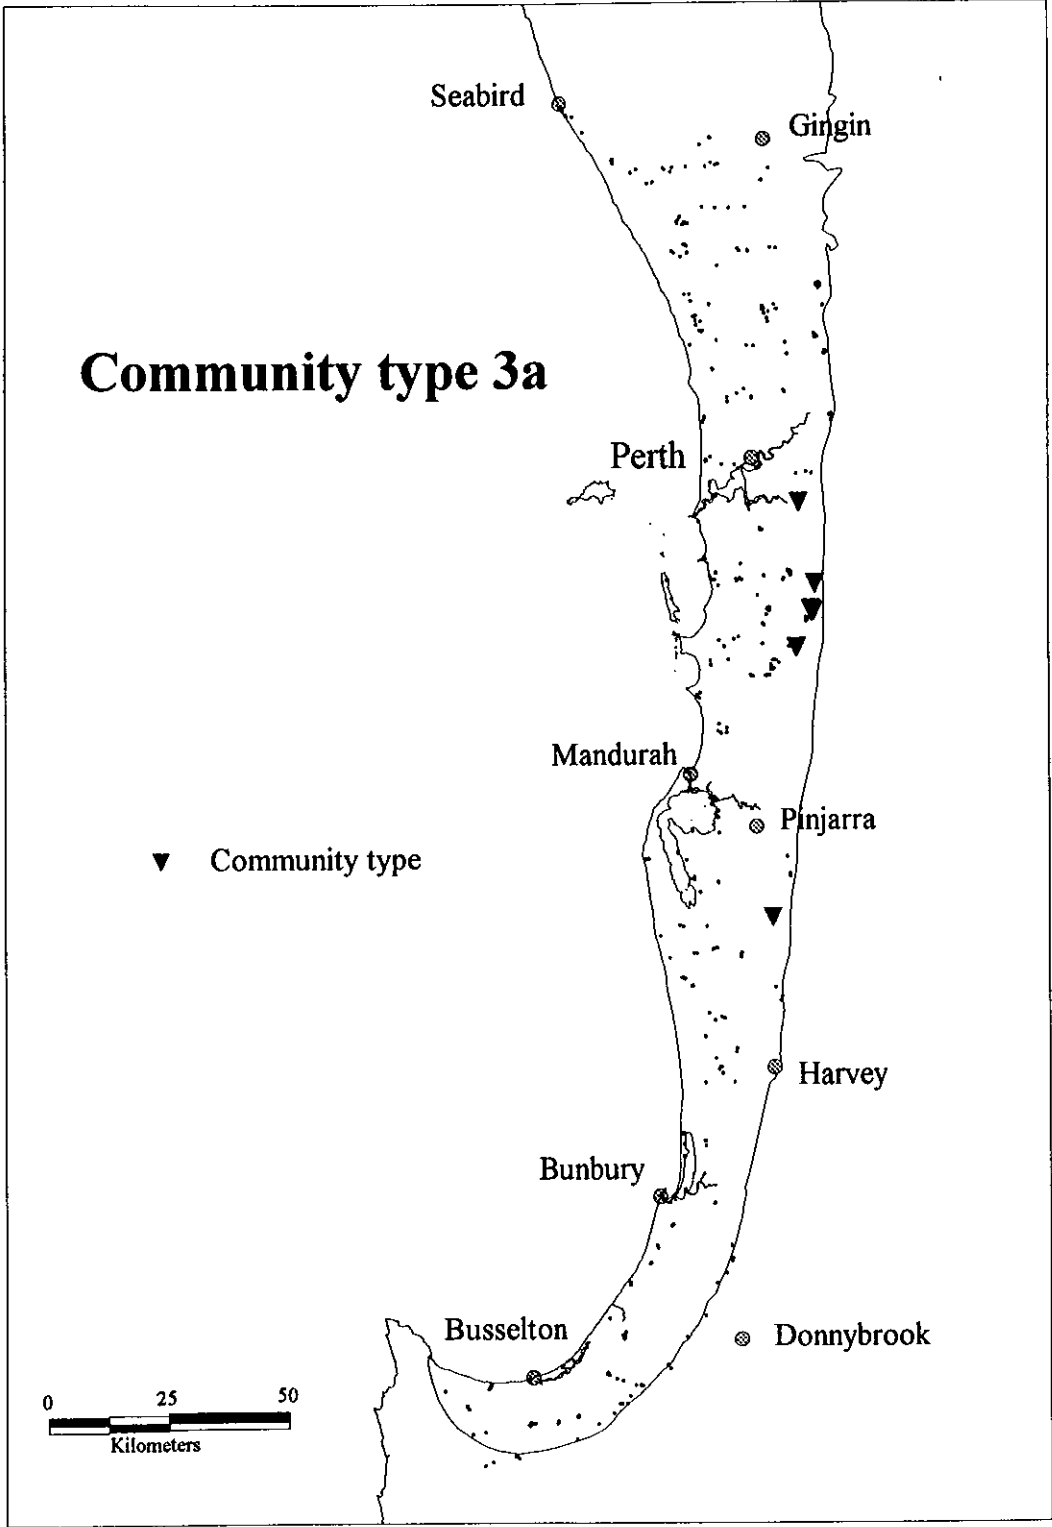 Seabird
Gingin
Community type 3a
Perth
Mandurah
Pinjarra
Community type
Harvey
Bunbury
Busselton
Donnybrook
0 25 50
Kilometers